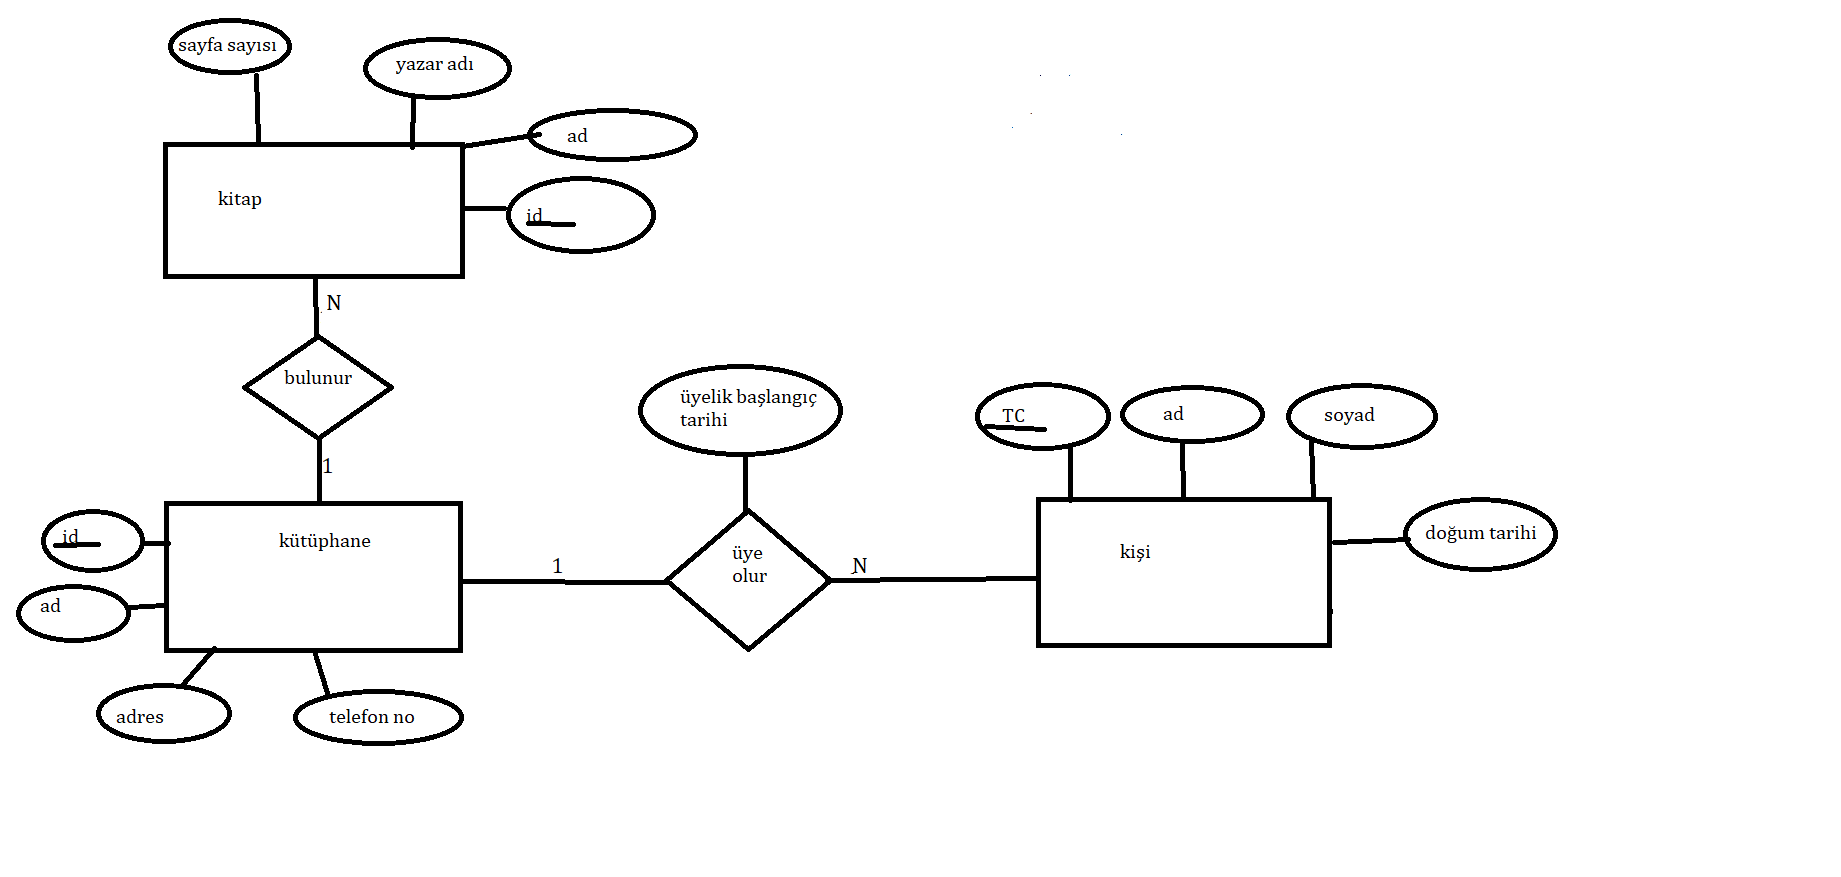 sayfa sayısı
yazar adı
ad
kitap
id
N
bulunur
1
üyelik başlangıç
tarihi
TC
ad
soyad
id
kütüphane
doğum tarihi
üye
olur
1
N
kişi
ad
adres
telefon no